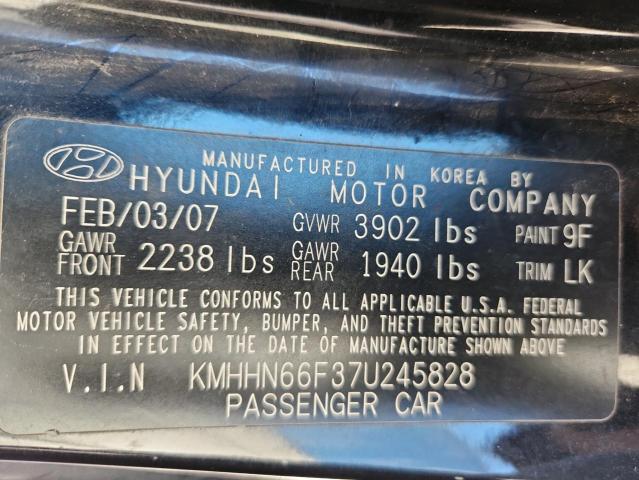 MANUFACTURED IN KOREA BY
HYUNDAI MOTOR COMPANY
FEB/03/07 GVWR 3902 lbs PAINT 9F
GAWR FRONT 2238 lbs GAWR REAR 1940 lbs TRIM LK
THIS VEHICLE CONFORMS TO ALL APPLICABLE U.S.A. FEDERAL
MOTOR VEHICLE SAFETY, BUMPER, AND THEFT PREVENTION STANDARDS
IN EFFECT ON THE DATE OF MANUFACTURE SHOWN ABOVE
V.I.N KMHHN66F37U245828
PASSENGER CAR